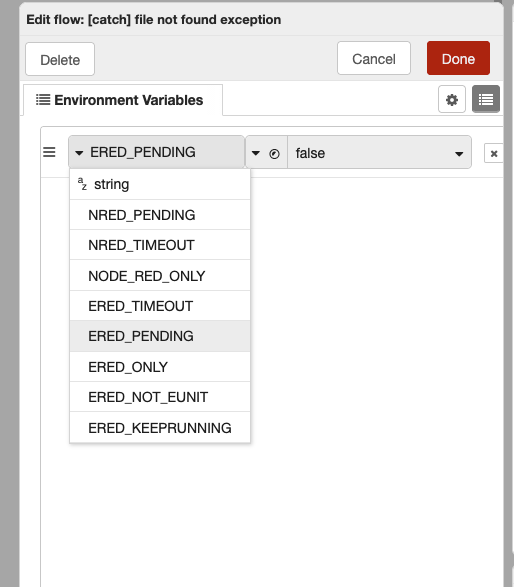 Edit flow: [catch] file not found exception
Delete
Cancel
Done
Environment Variables
ERED_PENDING
false
az string
NRED_PENDING
NRED_TIMEOUT
NODE_RED_ONLY
ERED_TIMEOUT
ERED_PENDING
ERED_ONLY
ERED_NOT_EUNIT
ERED_KEEPRUNNING